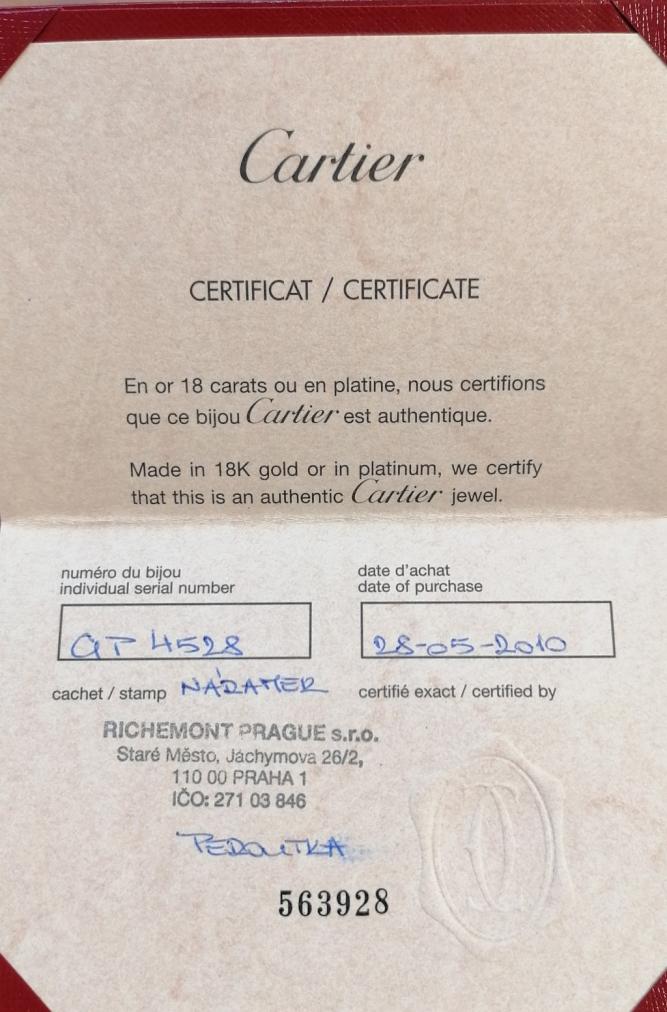 Cartier
CERTIFICAT / CERTIFICATE
En or 18 carats ou en platine, nous certifions
que ce bijou Cartier est authentique.
Made in 18K gold or in platinum, we certify
that this is an authentic Cartier jewel.
numéro du bijou
individual serial number
4528
date d'achat
date of purchase
28-05-2010
cachet / stamp
certifié exact / certified by
RICHEMONT PRAGUE s.r.o.
Staré Město, Jáchymova 26/2,
110 00 PRAHA 1
IČO: 271 03 846
563928